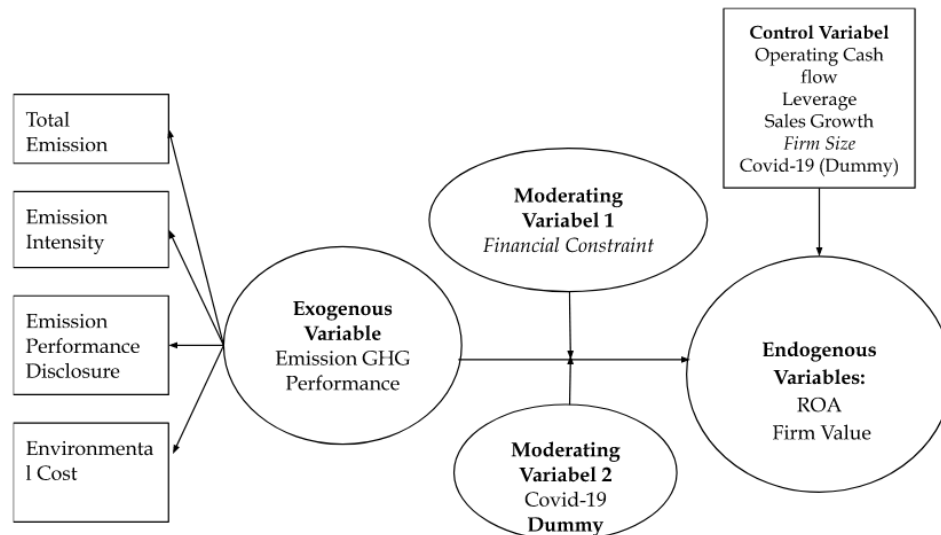 Total
Emission
Emission
Intensity
Emission
Performance
Disclosure
Environmenta
l Cost
Exogenous
Variable
Emission GHG
Performance
Moderating
Variabel 1
Financial Constraint
Moderating
Variabel 2
Covid-19
Dummy
Control Variabel
Operating Cash
flow
Leverage
Sales Growth
Firm Size
Covid-19 (Dummy)
Endogenous
Variables:
ROA
Firm Value